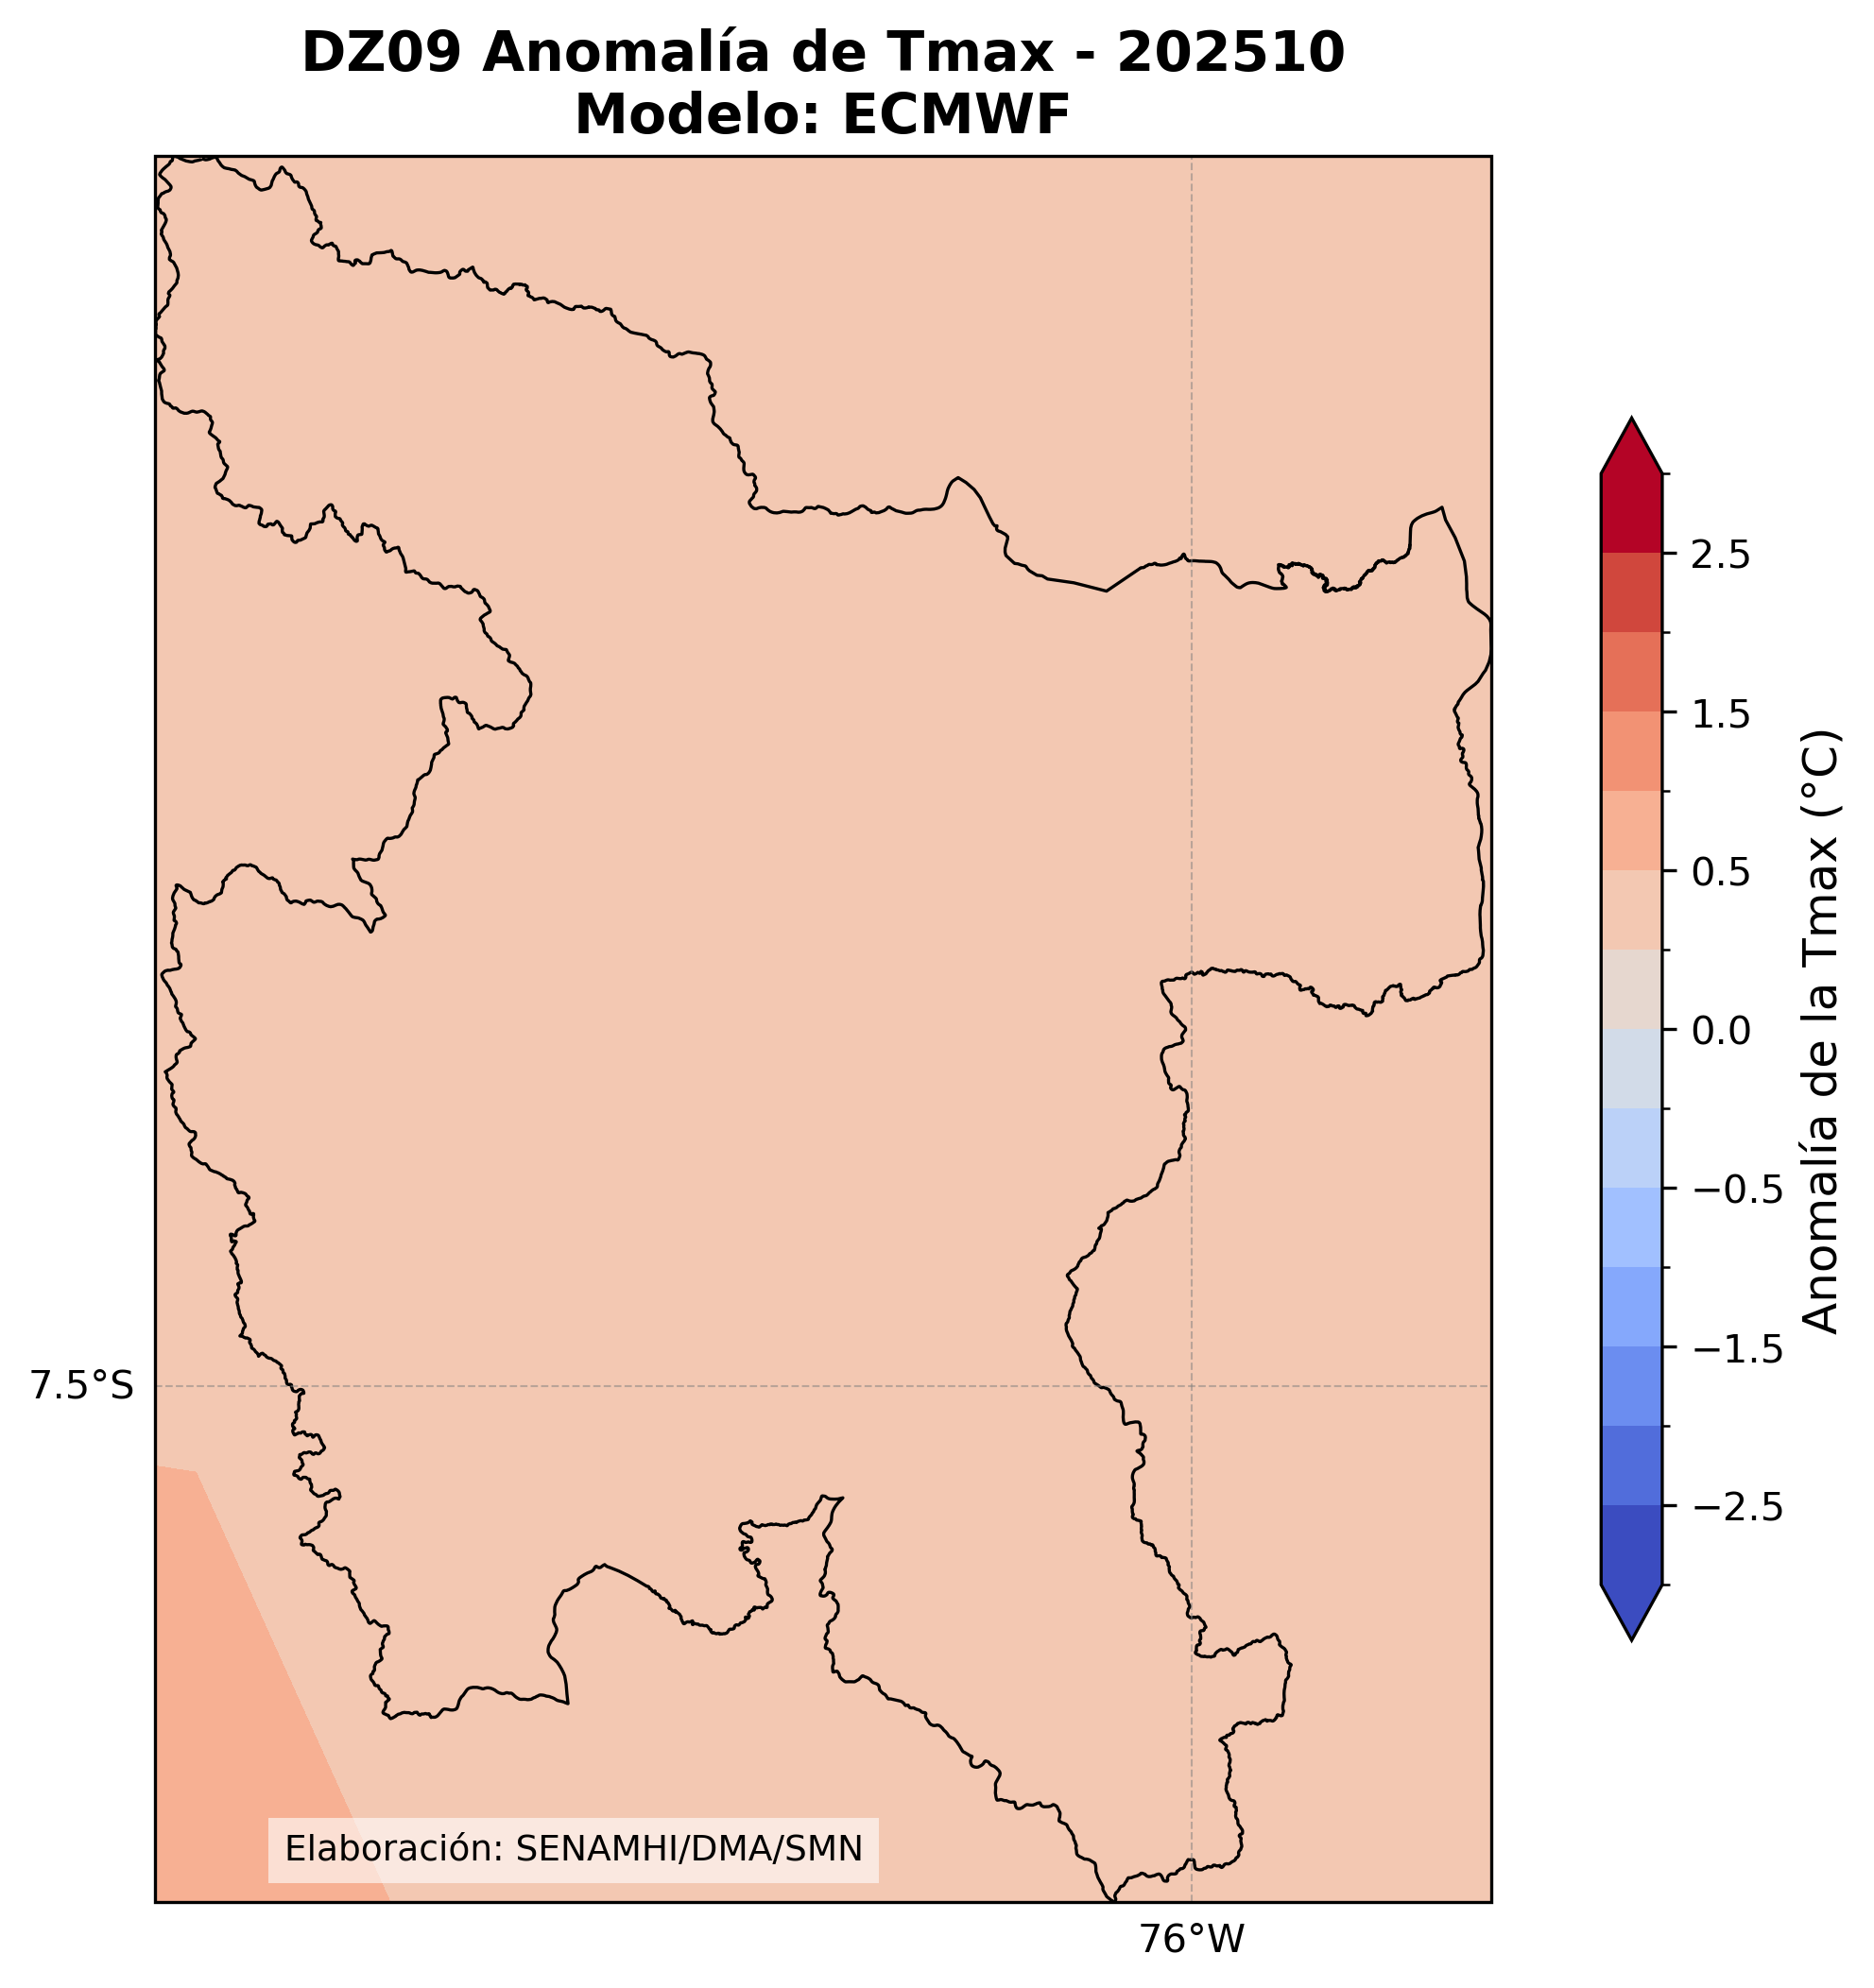 DZ09 Anomalía de Tmax - 202510
Modelo: ECMWF
2.5
1.5
0.5
0.0
−0.5
−1.5
−2.5
Anomalía de la Tmax (°C)
7.5°S
Elaboración: SENAMHI/DMA/SMN
76°W